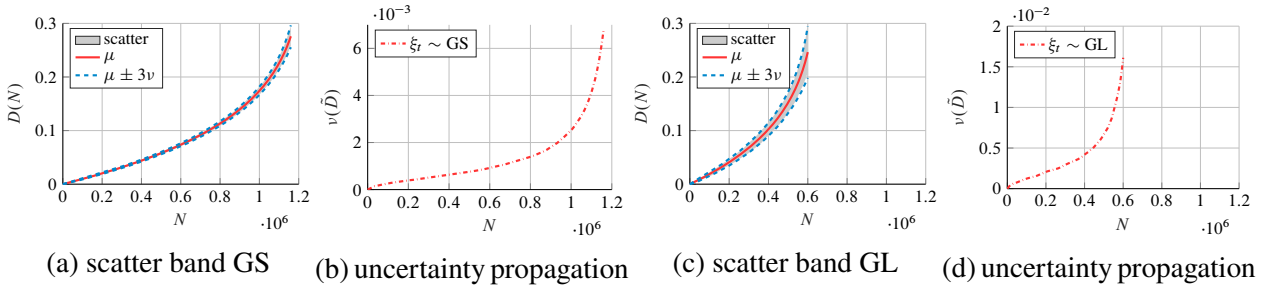 0.3
0.2
0.1
0
D(N)
scatter
μ
μ ± 3ν
0 0.2 0.4 0.6 0.8 1 1.2
N
·10⁶
·10⁻³
6
4
2
0
ν(D̃)
ξₜ ∼ GS
0 0.2 0.4 0.6 0.8 1 1.2
N
·10⁶
0.3
0.2
0.1
0
D(N)
scatter
μ
μ ± 3ν
0 0.2 0.4 0.6 0.8 1 1.2
N
·10⁶
·10⁻²
2
1.5
1
0.5
0
ν(D̃)
ξₜ ∼ GL
0 0.2 0.4 0.6 0.8 1 1.2
N
·10⁶
(a) scatter band GS
(b) uncertainty propagation
(c) scatter band GL
(d) uncertainty propagation